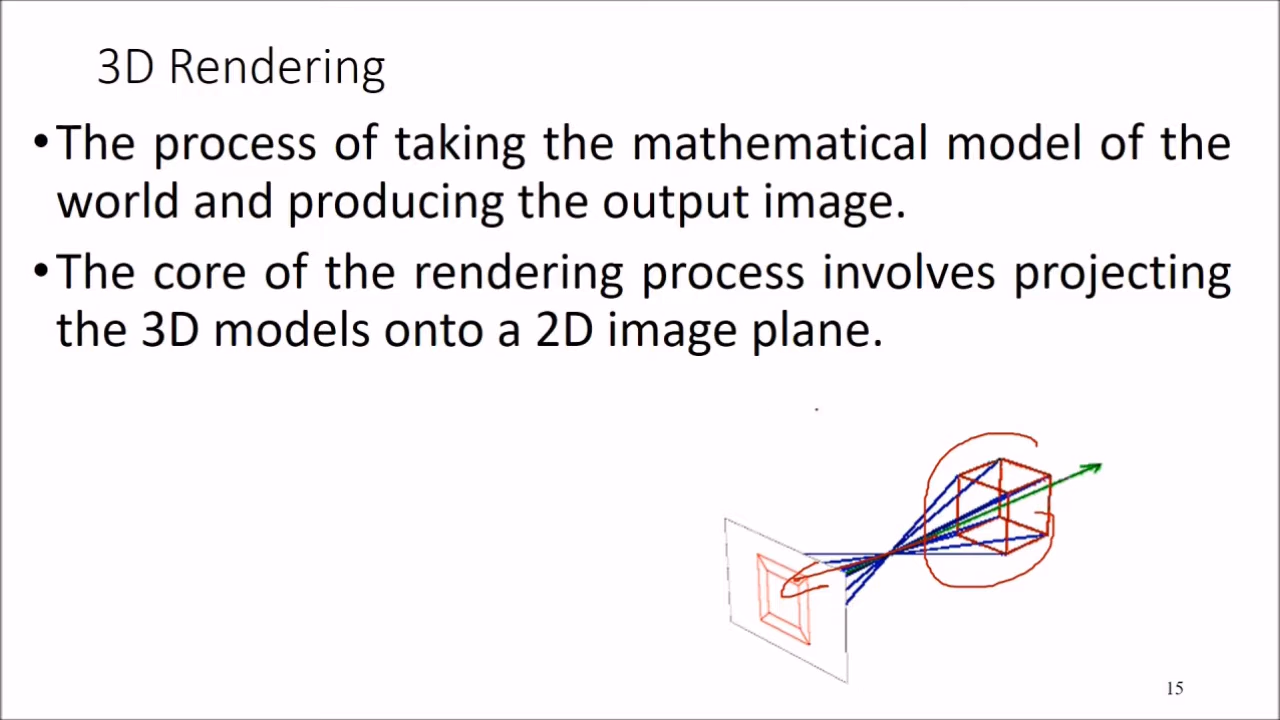 3D Rendering
•The process of taking the mathematical model of the
world and producing the output image.
•The core of the rendering process involves projecting
the 3D models onto a 2D image plane.
15